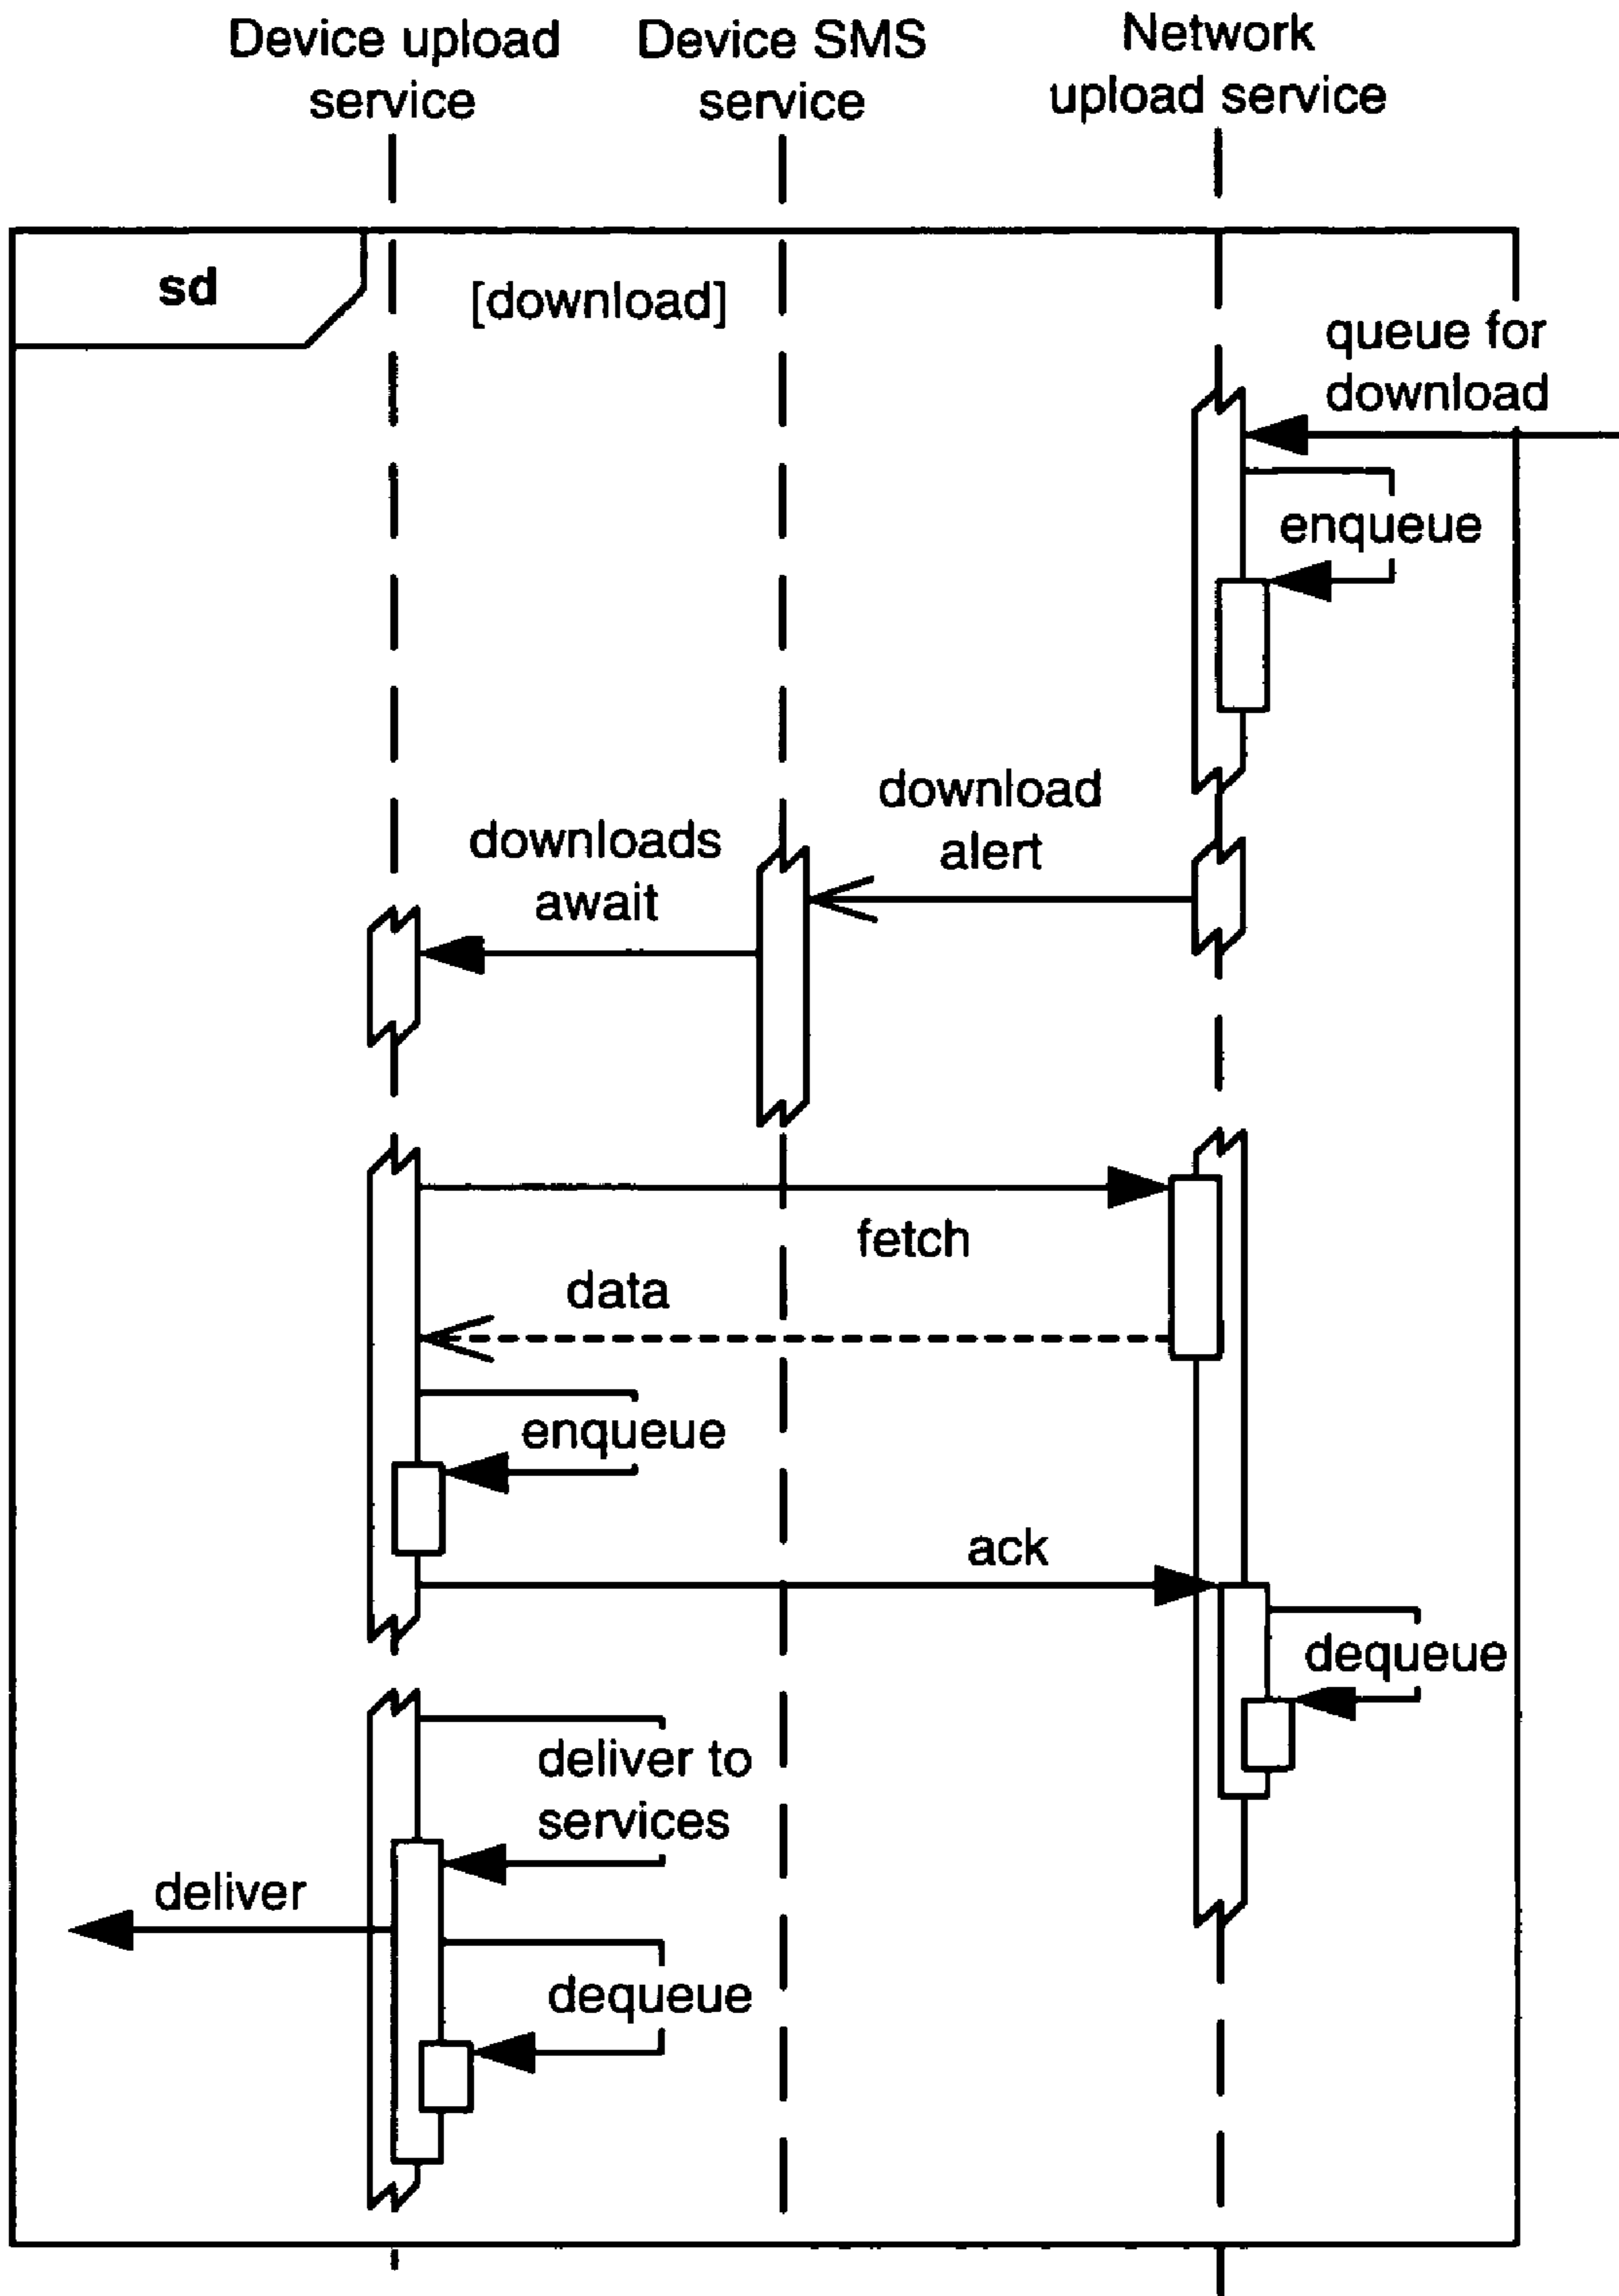 Device upload
service
Device SMS
service
Network
upload service
sd
[download]
queue for
download
enqueue
download
alert
downloads
await
fetch
data
enqueue
ack
dequeue
deliver to
services
deliver
dequeue